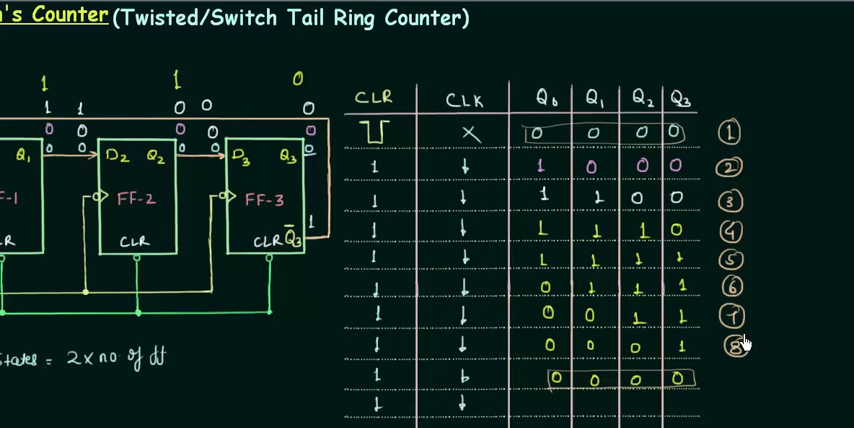 n's Counter (Twisted/Switch Tail Ring Counter)
1 1 0
1 1 0 0 0
0 0 0 0 0
0 0 0 0 0
Q1 D2 Q2 D3 Q3
F-1 FF-2 FF-3
1
LR CLR CLR Q̅3
States = 2 x no. of ff
CLR CLK Q0 Q1 Q2 Q3
X 0 0 0 0 1
1 ↓ 1 0 0 0 2
1 ↓ 1 1 0 0 3
1 ↓ 1 1 1 0 4
1 ↓ 1 1 1 1 5
1 ↓ 0 1 1 1 6
1 ↓ 0 0 1 1 7
1 ↓ 0 0 0 1 8
1 ↓ 0 0 0 0
1 ↓